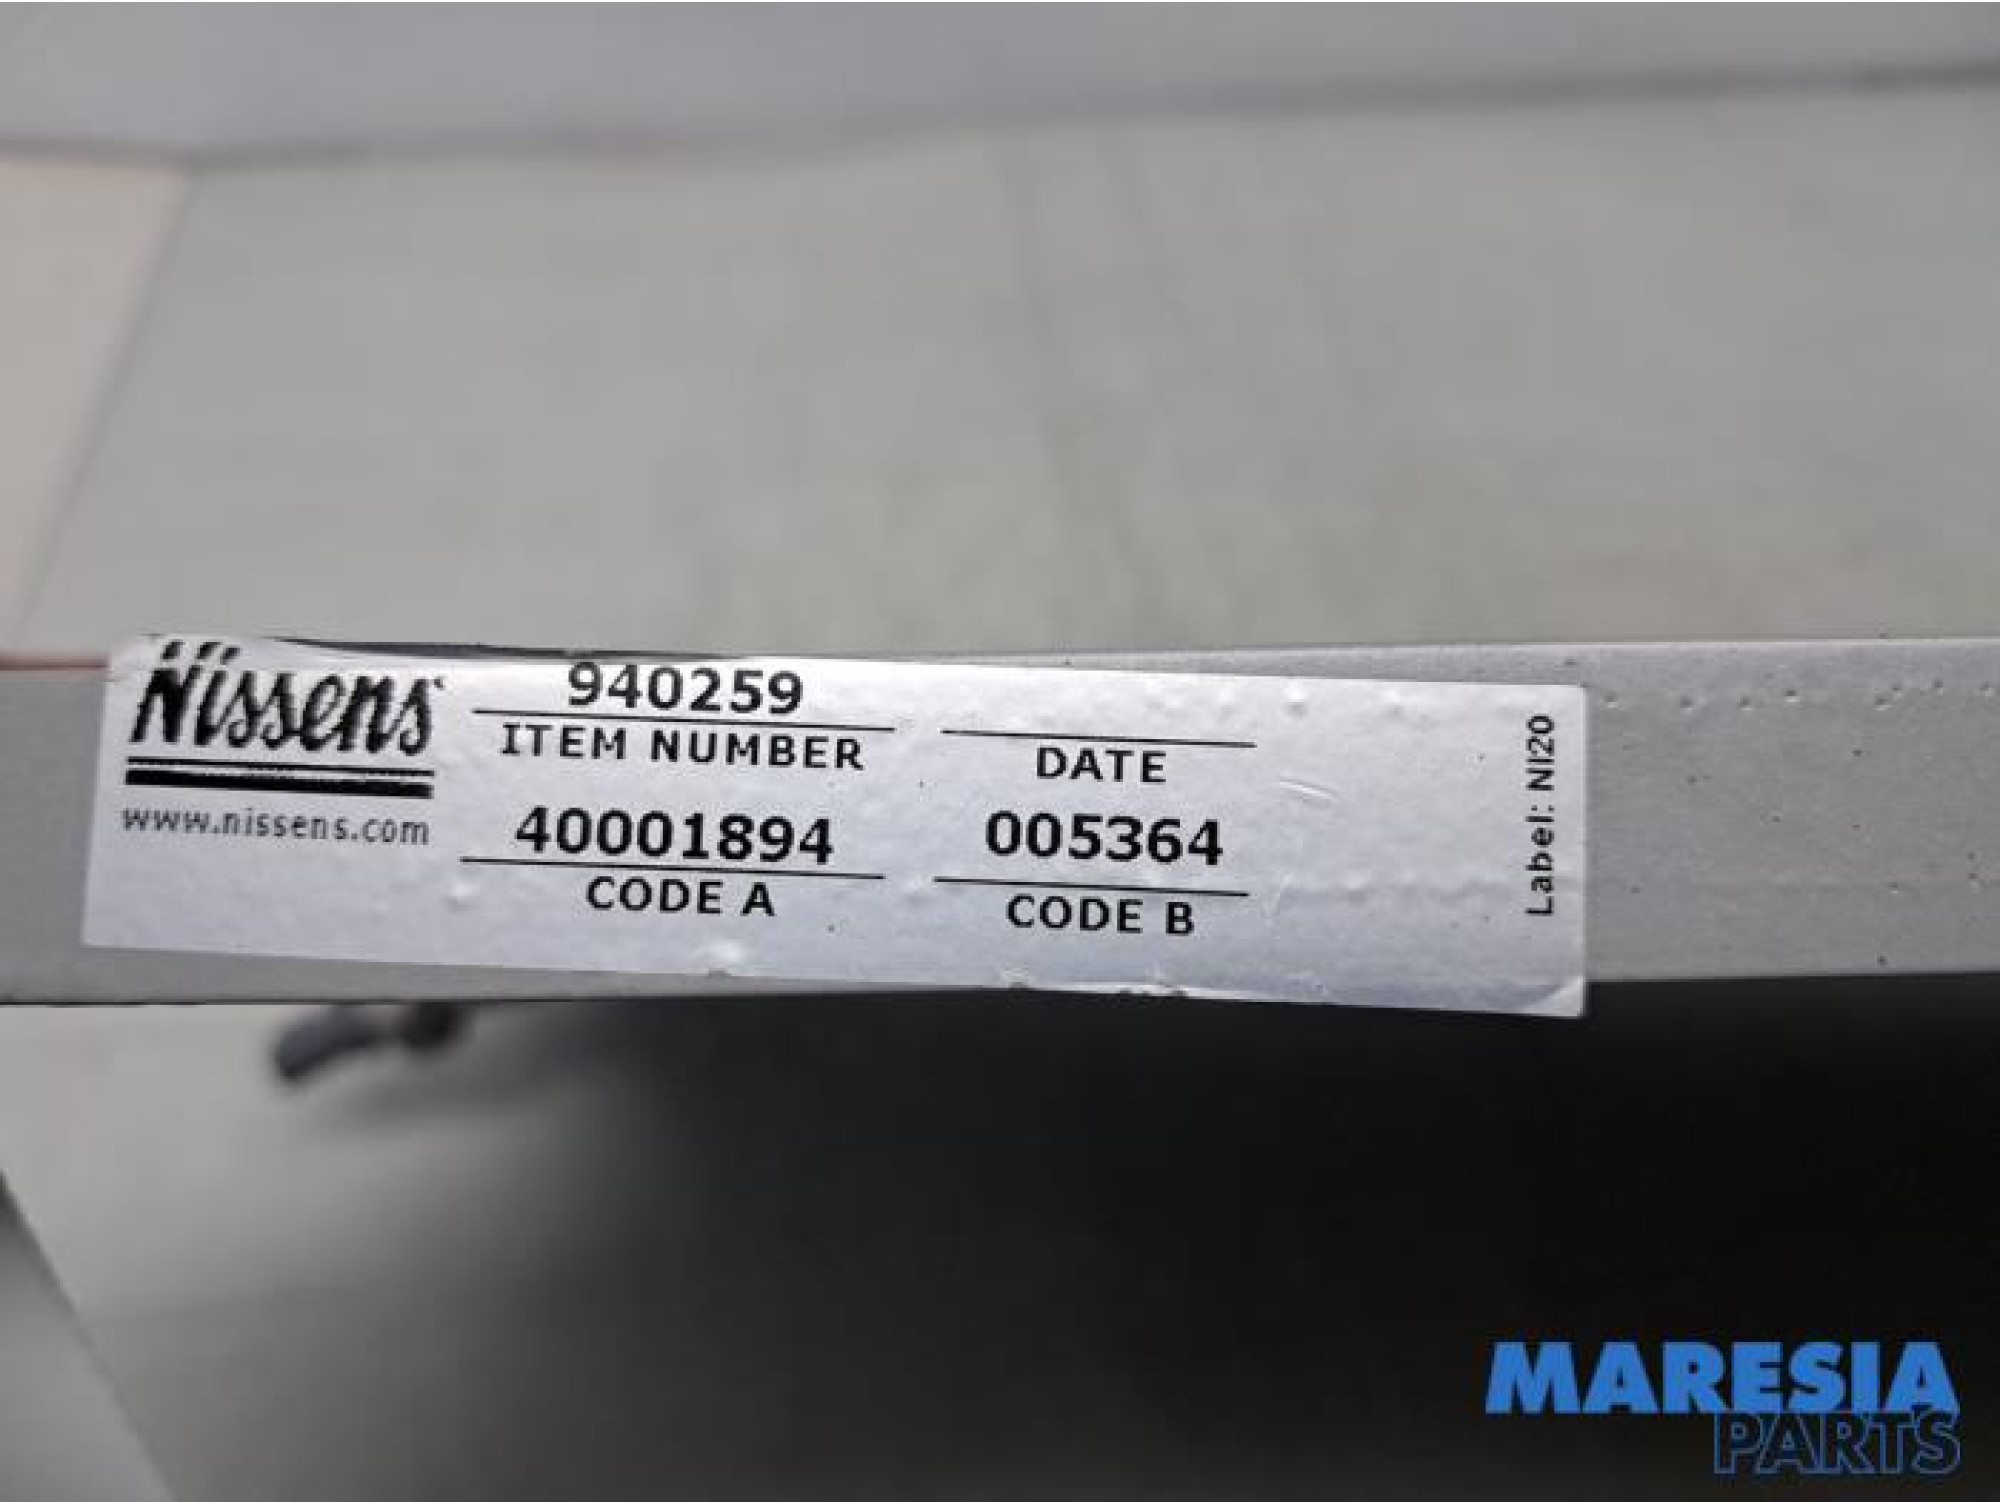 Nissens
www.nissens.com
940259
ITEM NUMBER
DATE
40001894
CODE A
005364
CODE B
Label: NI20
MARESIA
PARTS